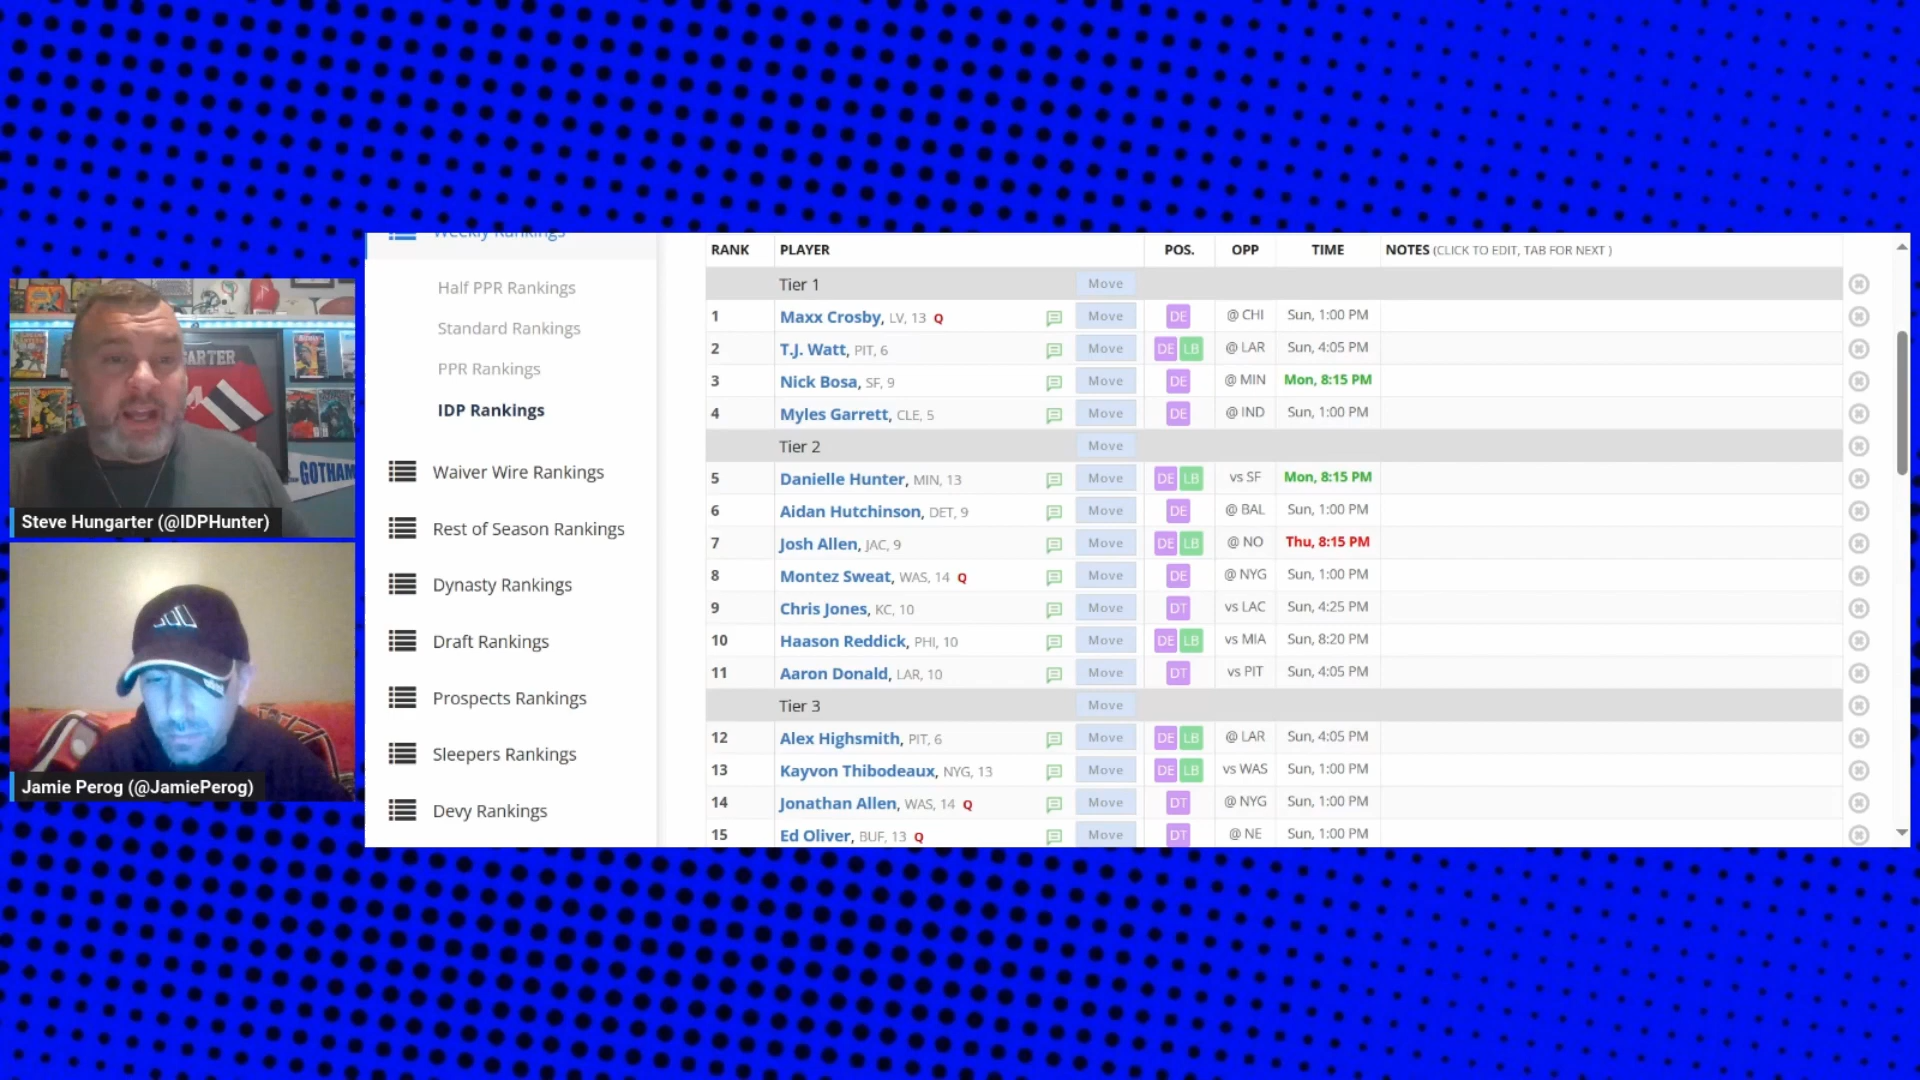 Weekly Rankings
Half PPR Rankings
Standard Rankings
PPR Rankings
IDP Rankings
Waiver Wire Rankings
Rest of Season Rankings
Dynasty Rankings
Draft Rankings
Prospects Rankings
Sleepers Rankings
Devy Rankings
RANK PLAYER POS. OPP TIME NOTES (CLICK TO EDIT, TAB FOR NEXT )
Tier 1 Move
1 Maxx Crosby, LV, 13 Q Move DE @ CHI Sun, 1:00 PM
2 T.J. Watt, PIT, 6 Move DE LB @ LAR Sun, 4:05 PM
3 Nick Bosa, SF, 9 Move DE @ MIN Mon, 8:15 PM
4 Myles Garrett, CLE, 5 Move DE @ IND Sun, 1:00 PM
Tier 2 Move
5 Danielle Hunter, MIN, 13 Move DE LB vs SF Mon, 8:15 PM
6 Aidan Hutchinson, DET, 9 Move DE @ BAL Sun, 1:00 PM
7 Josh Allen, JAC, 9 Move DE LB @ NO Thu, 8:15 PM
8 Montez Sweat, WAS, 14 Q Move DE @ NYG Sun, 1:00 PM
9 Chris Jones, KC, 10 Move DT vs LAC Sun, 4:25 PM
10 Haason Reddick, PHI, 10 Move DE LB vs MIA Sun, 8:20 PM
11 Aaron Donald, LAR, 10 Move DT vs PIT Sun, 4:05 PM
Tier 3 Move
12 Alex Highsmith, PIT, 6 Move DE LB @ LAR Sun, 4:05 PM
13 Kayvon Thibodeaux, NYG, 13 Move DE LB vs WAS Sun, 1:00 PM
14 Jonathan Allen, WAS, 14 Q Move DT @ NYG Sun, 1:00 PM
15 Ed Oliver, BUF, 13 Q Move DT @ NE Sun, 1:00 PM
ARTER
GOTHAM
Steve Hungarter (@IDPHunter)
Jamie Perog (@JamiePerog)